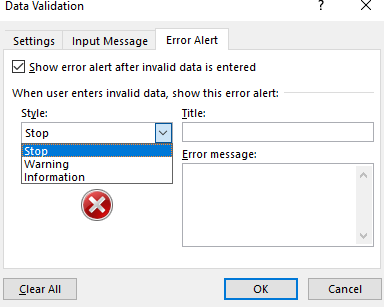 Data Validation
Settings Input Message Error Alert
Show error alert after invalid data is entered
When user enters invalid data, show this error alert:
Style: Title:
Stop
Stop
Warning
Information
Error message:
Clear All OK Cancel